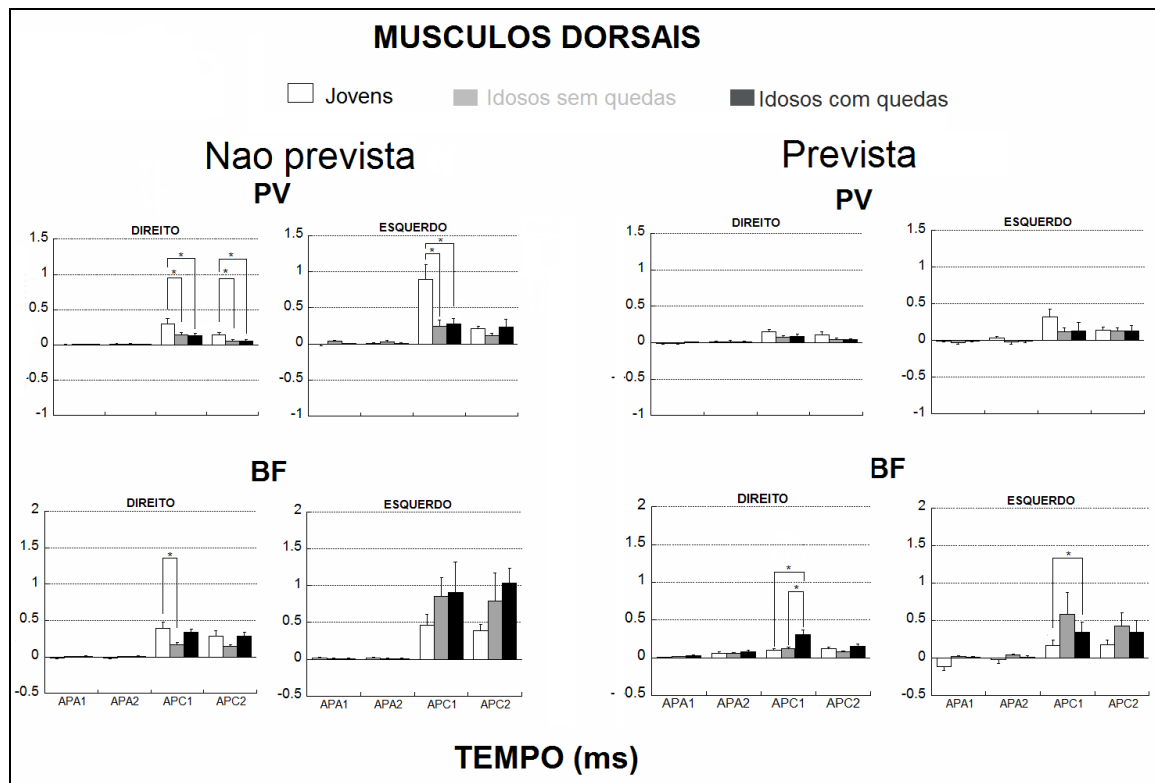 MUSCULOS DORSAIS
Jovens Idosos sem quedas Idosos com quedas
Nao prevista Prevista
PV PV
DIREITO ESQUERDO DIREITO ESQUERDO
1.5 1.5 1.5 1.5
* * * * * *
1 1 1 1
0.5 0.5 0.5 0.5
0 0 0 0
-0.5 -0.5 - 0.5 -0.5
-1 -1 -1 -1
BF BF
DIREITO ESQUERDO DIREITO ESQUERDO
2 2 2 2
1.5 1.5 1.5 1.5
* * * *
1 1 1 1
0.5 0.5 0.5 0.5
0 0 0 0
-0.5 -0.5 - 0.5 -0.5
APA1 APA2 APC1 APC2 APA1 APA2 APC1 APC2 APA1 APA2 APC1 APC2 APA1 APA2 APC1 APC2
TEMPO (ms)